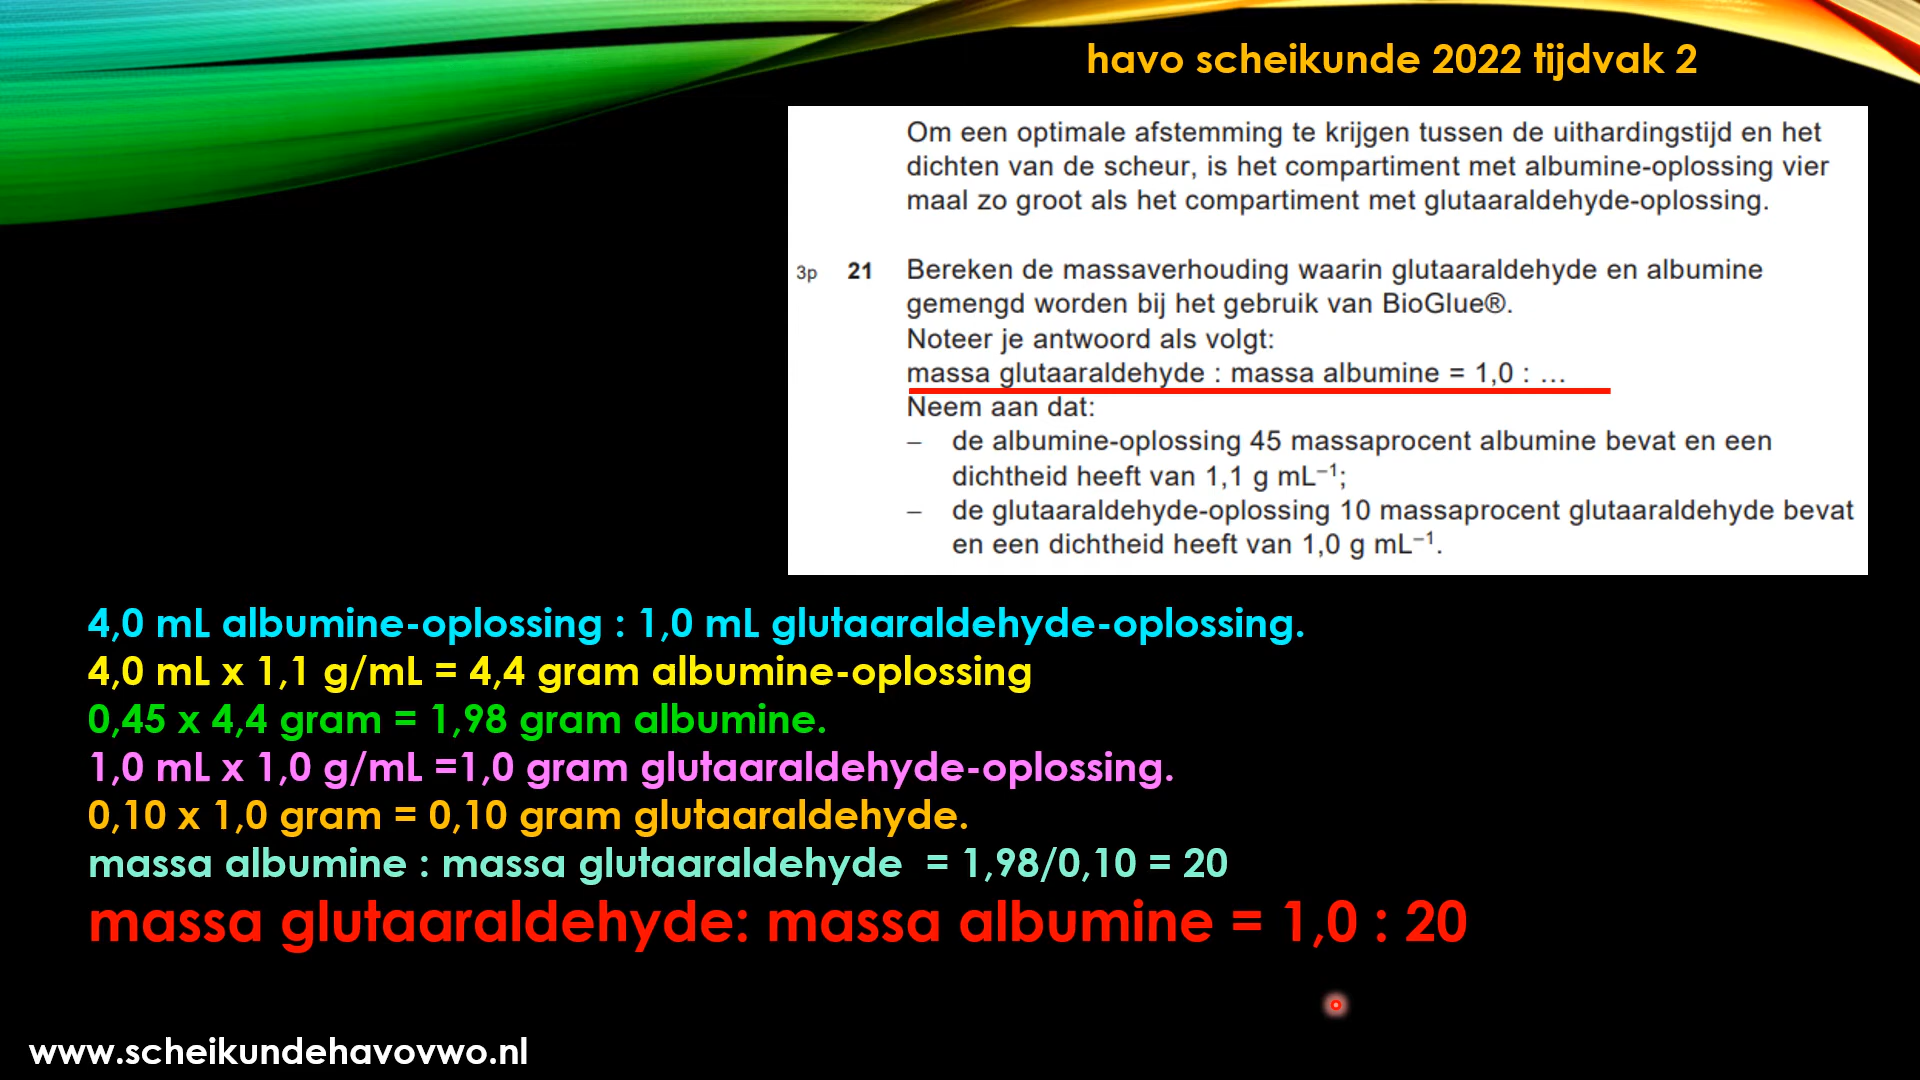 havo scheikunde 2022 tijdvak 2
Om een optimale afstemming te krijgen tussen de uithardingstijd en het
dichten van de scheur, is het compartiment met albumine-oplossing vier
maal zo groot als het compartiment met glutaaraldehyde-oplossing.
3p 21 Bereken de massaverhouding waarin glutaaraldehyde en albumine
gemengd worden bij het gebruik van BioGlue®.
Noteer je antwoord als volgt:
massa glutaaraldehyde : massa albumine = 1,0 : …
Neem aan dat:
– de albumine-oplossing 45 massaprocent albumine bevat en een
dichtheid heeft van 1,1 g mL⁻¹;
– de glutaaraldehyde-oplossing 10 massaprocent glutaaraldehyde bevat
en een dichtheid heeft van 1,0 g mL⁻¹.
4,0 mL albumine-oplossing : 1,0 mL glutaaraldehyde-oplossing.
4,0 mL x 1,1 g/mL = 4,4 gram albumine-oplossing
0,45 x 4,4 gram = 1,98 gram albumine.
1,0 mL x 1,0 g/mL =1,0 gram glutaaraldehyde-oplossing.
0,10 x 1,0 gram = 0,10 gram glutaaraldehyde.
massa albumine : massa glutaaraldehyde = 1,98/0,10 = 20
massa glutaaraldehyde: massa albumine = 1,0 : 20
www.scheikundehavovwo.nl